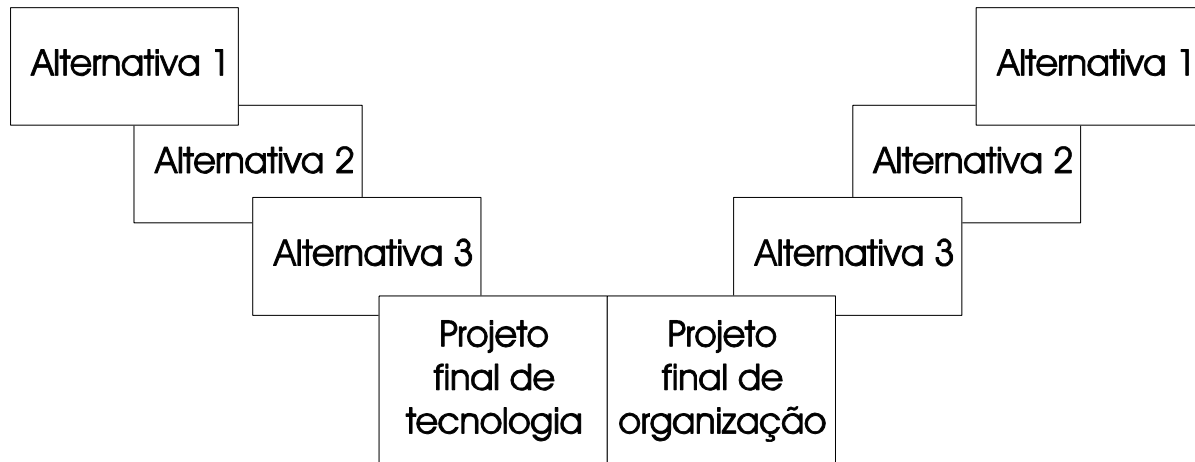 Alternativa 1
Alternativa 1
Alternativa 2
Alternativa 2
Alternativa 3
Alternativa 3
Projeto
final de
tecnologia
Projeto
final de
organização